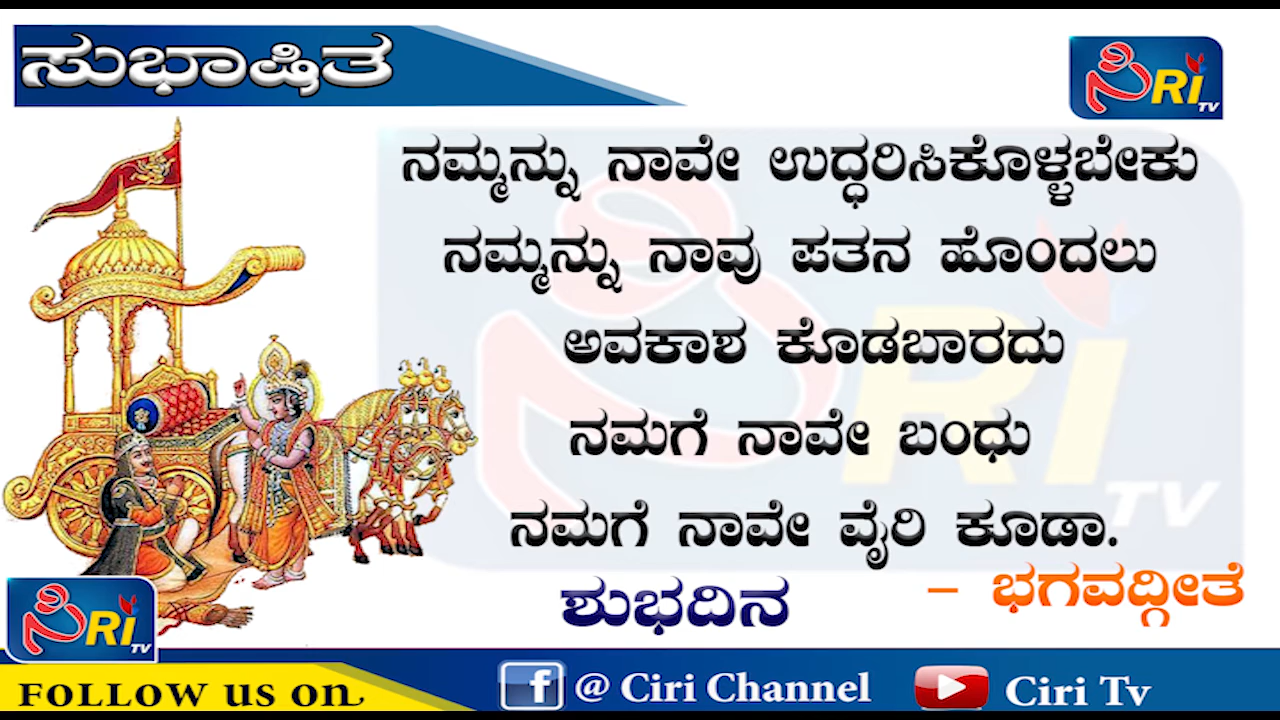 ಸುಭಾಷಿತ
ಸಿRi TV
ನಮ್ಮನ್ನು ನಾವೇ ಉದ್ಧರಿಸಿಕೊಳ್ಳಬೇಕು
ನಮ್ಮನ್ನು ನಾವು ಪತನ ಹೊಂದಲು
ಅವಕಾಶ ಕೊಡಬಾರದು
ನಮಗೆ ನಾವೇ ಬಂಧು
ನಮಗೆ ನಾವೇ ವೈರಿ ಕೂಡಾ.
– ಭಗವದ್ಗೀತೆ
ಶುಭದಿನ
ಸಿRi TV
FOLLOW US ON.
f @ Ciri Channel Ciri Tv